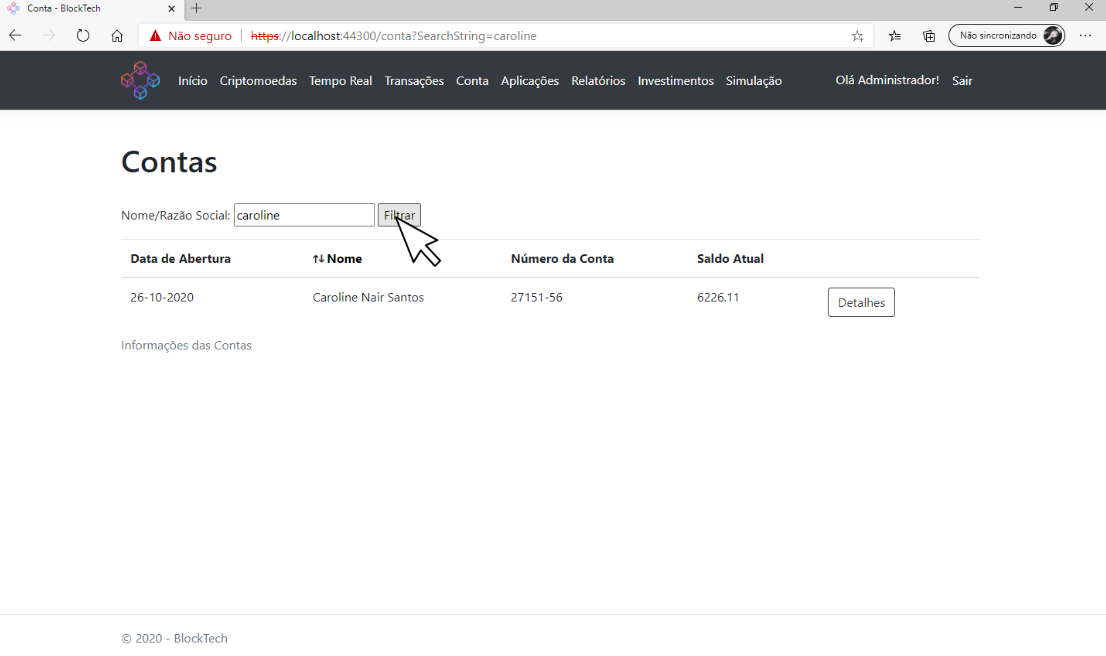 Conta - BlockTech
Não seguro https://localhost:44300/conta?SearchString=caroline Não sincronizando
Início Criptomoedas Tempo Real Transações Conta Aplicações Relatórios Investimentos Simulação Olá Administrador! Sair
Contas
Nome/Razão Social: caroline Filtrar
Data de Abertura Nome Número da Conta Saldo Atual
26-10-2020 Caroline Nair Santos 27151-56 6226.11 Detalhes
Informações das Contas
© 2020 - BlockTech